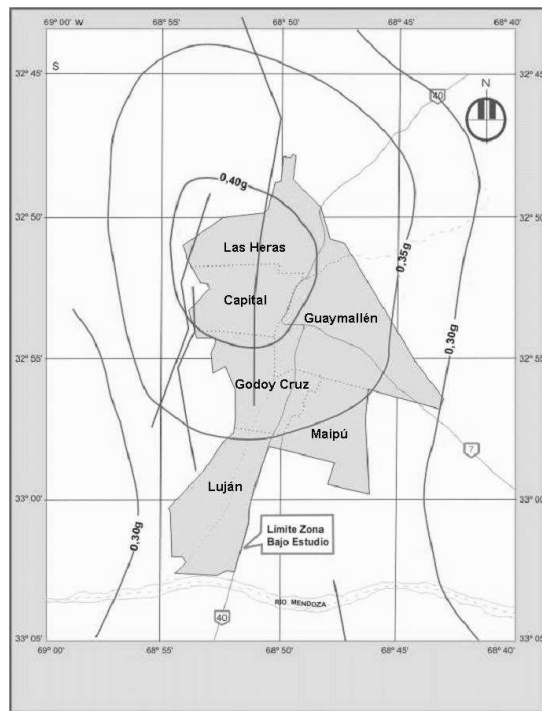 69° 00' W
68° 55'
68° 50'
68° 45'
68° 40'
32° 45'
S
N
40
0,40g
32° 50'
32° 50'
Las Heras
0,35g
Capital
Guaymallén
0,30g
32° 55'
32° 55'
Godoy Cruz
Maipú
7
Luján
33° 00'
33° 00'
0,30g
Límite Zona
Bajo Estudio
RIO MENDOZA
40
33° 05'
33° 05'
69° 00'
68° 55'
68° 50'
68° 45'
68° 40'
32° 45'